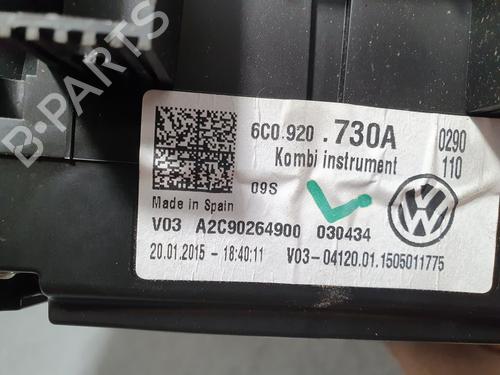 B-PARTS
6C0.920 .730A 0290
Kombi instrument 110
09S
Made in Spain
V03 A2C90264900 030434
20.01.2015 - 18:40:11 V03-04120.01.1505011775